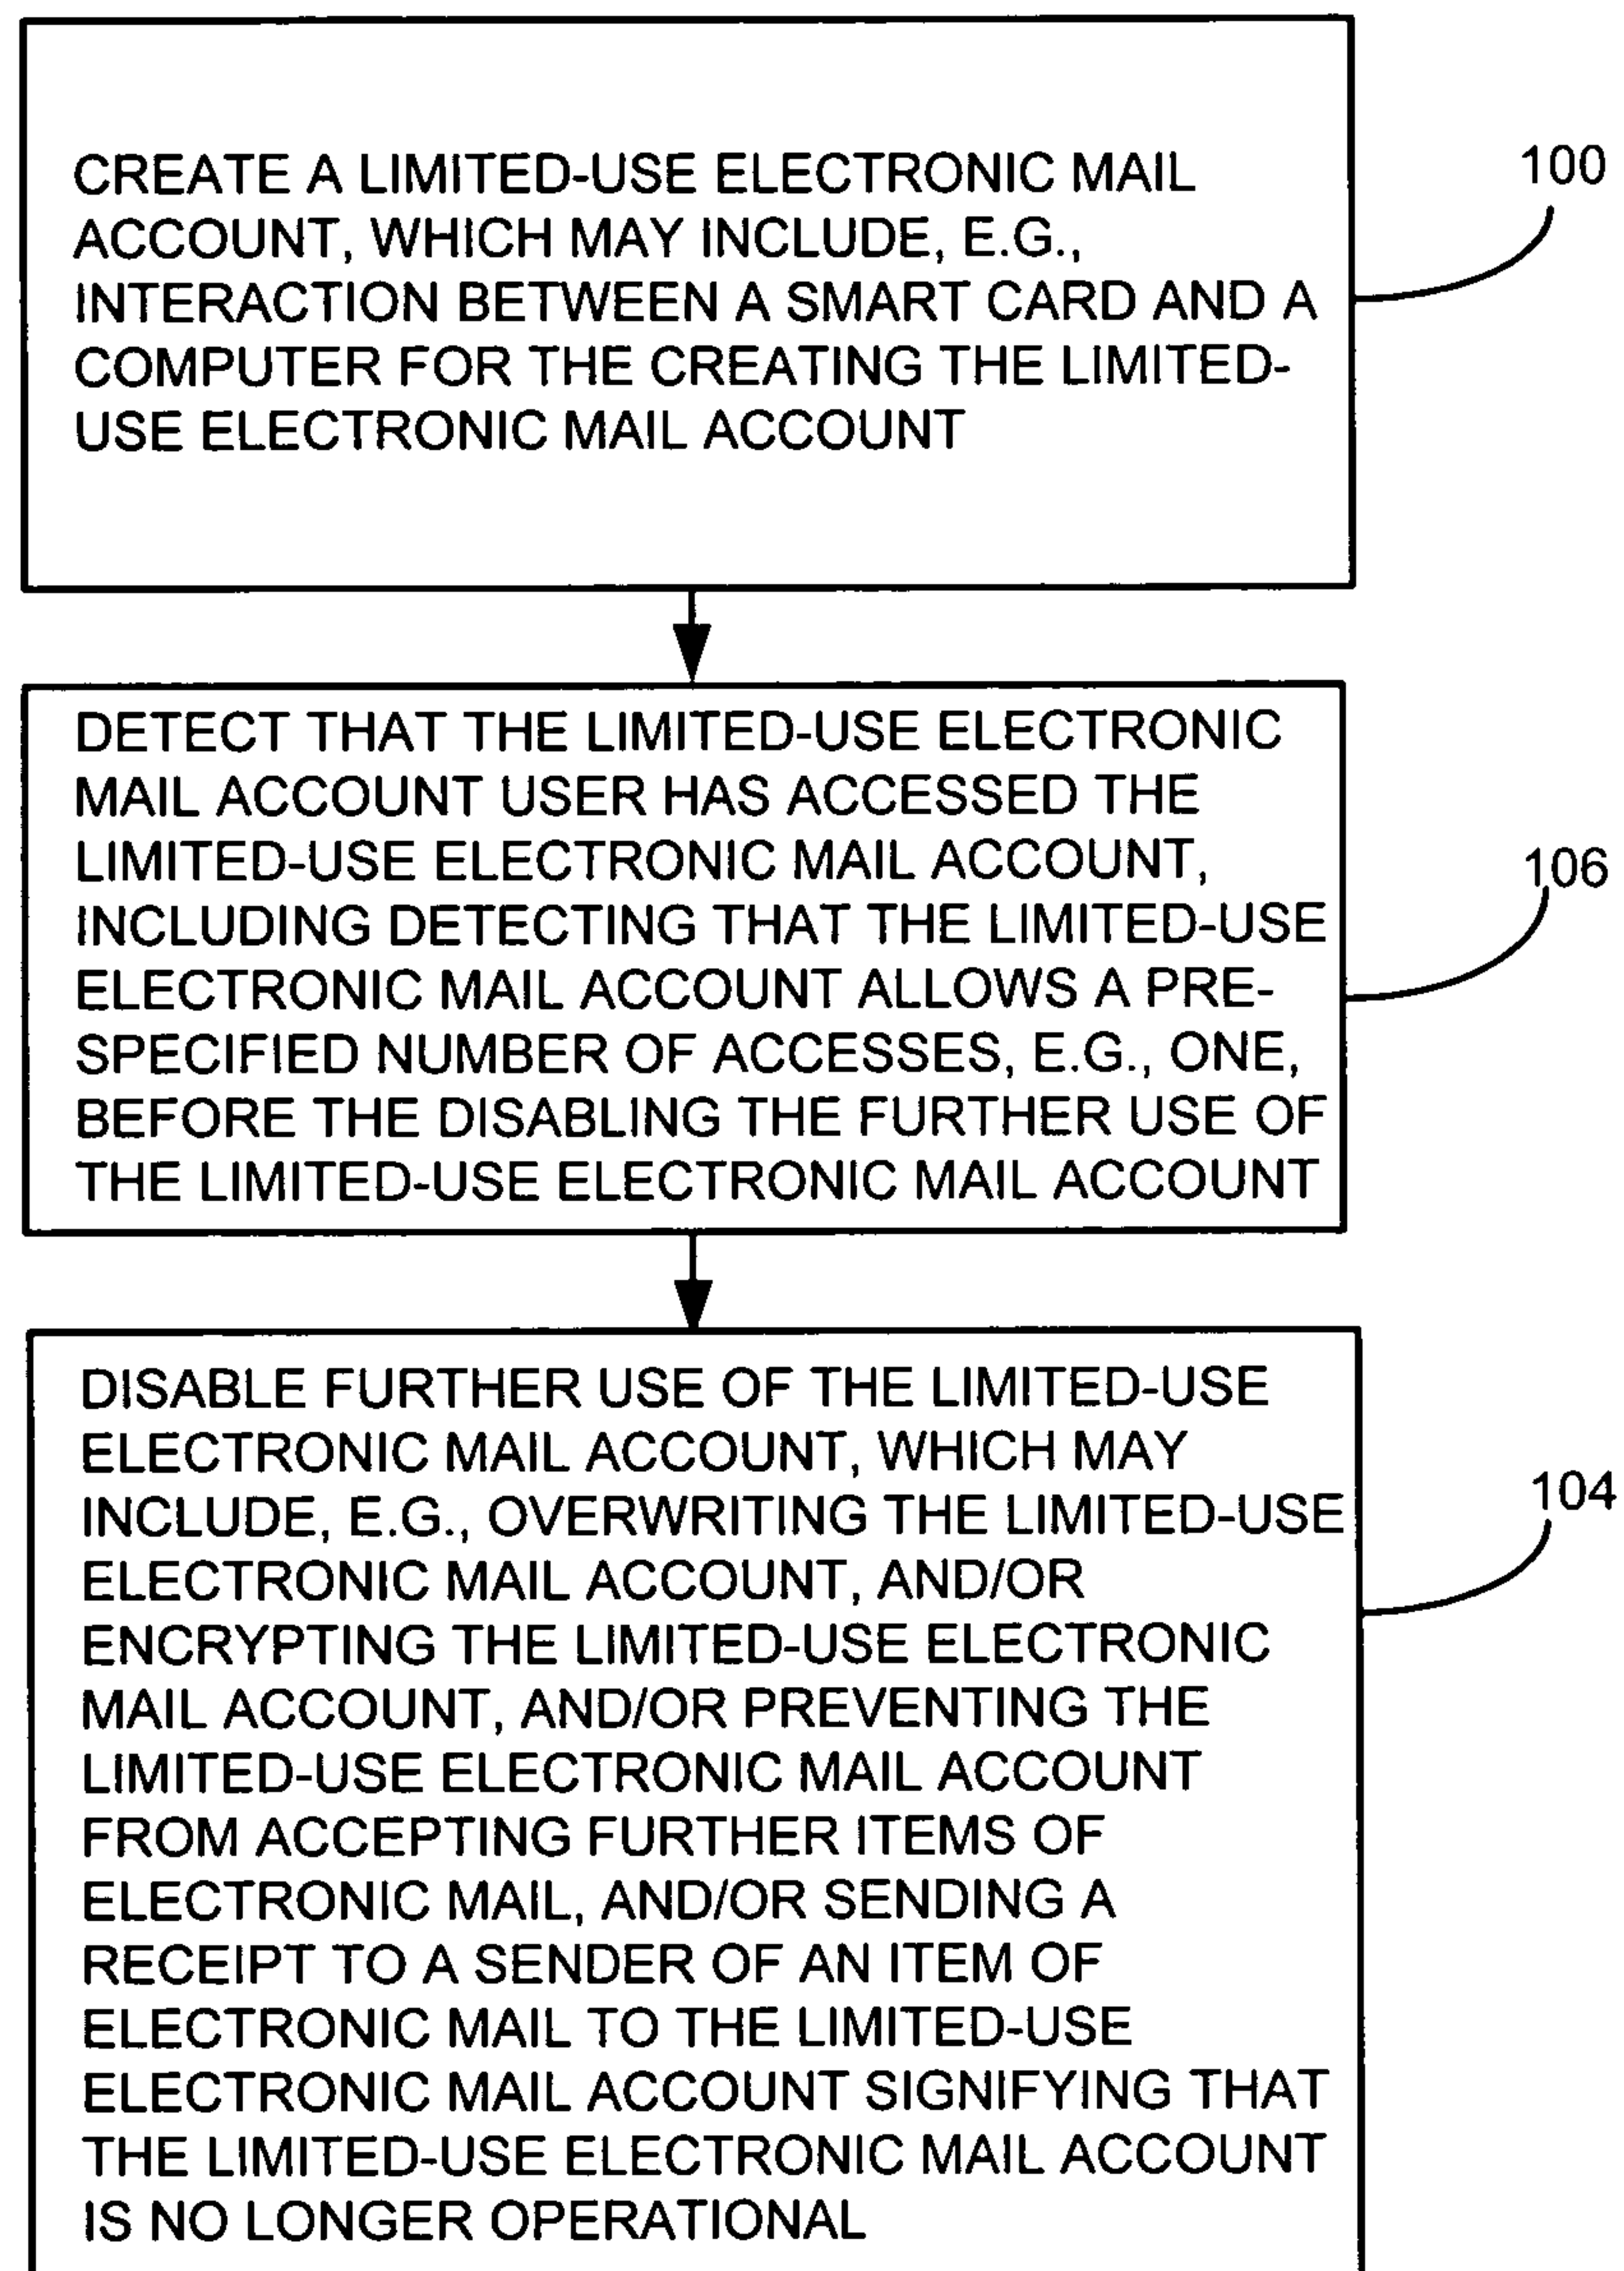 CREATE A LIMITED-USE ELECTRONIC MAIL
ACCOUNT, WHICH MAY INCLUDE, E.G.,
INTERACTION BETWEEN A SMART CARD AND A
COMPUTER FOR THE CREATING THE LIMITED-
USE ELECTRONIC MAIL ACCOUNT
100
DETECT THAT THE LIMITED-USE ELECTRONIC
MAIL ACCOUNT USER HAS ACCESSED THE
LIMITED-USE ELECTRONIC MAIL ACCOUNT,
INCLUDING DETECTING THAT THE LIMITED-USE
ELECTRONIC MAIL ACCOUNT ALLOWS A PRE-
SPECIFIED NUMBER OF ACCESSES, E.G., ONE,
BEFORE THE DISABLING THE FURTHER USE OF
THE LIMITED-USE ELECTRONIC MAIL ACCOUNT
106
DISABLE FURTHER USE OF THE LIMITED-USE
ELECTRONIC MAIL ACCOUNT, WHICH MAY
INCLUDE, E.G., OVERWRITING THE LIMITED-USE
ELECTRONIC MAIL ACCOUNT, AND/OR
ENCRYPTING THE LIMITED-USE ELECTRONIC
MAIL ACCOUNT, AND/OR PREVENTING THE
LIMITED-USE ELECTRONIC MAIL ACCOUNT
FROM ACCEPTING FURTHER ITEMS OF
ELECTRONIC MAIL, AND/OR SENDING A
RECEIPT TO A SENDER OF AN ITEM OF
ELECTRONIC MAIL TO THE LIMITED-USE
ELECTRONIC MAIL ACCOUNT SIGNIFYING THAT
THE LIMITED-USE ELECTRONIC MAIL ACCOUNT
IS NO LONGER OPERATIONAL
104